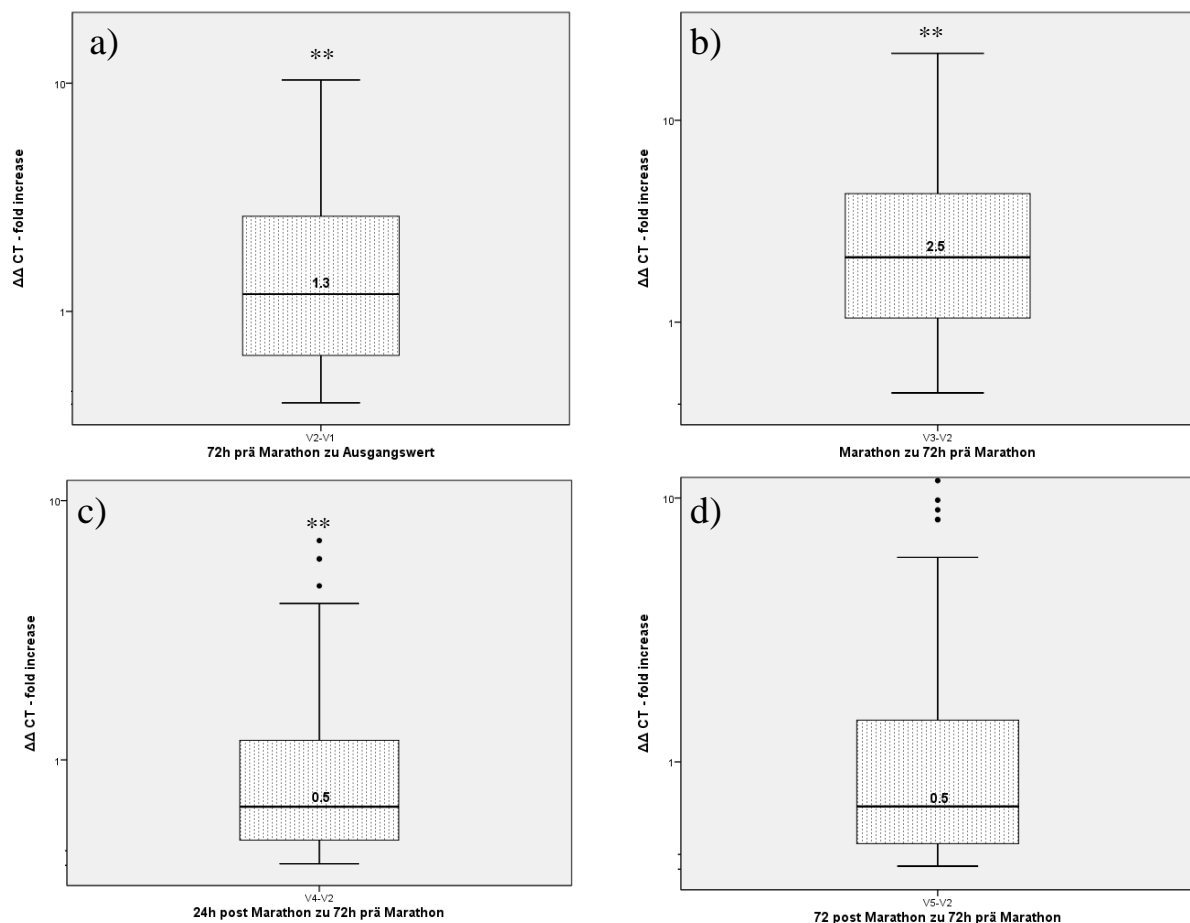 a)
**
10
1
1.3
ΔΔ CT - fold increase
V2-V1
72h prä Marathon zu Ausgangswert
b)
**
10
1
2.5
ΔΔ CT - fold increase
V3-V2
Marathon zu 72h prä Marathon
c)
**
10
1
0.5
ΔΔ CT - fold increase
V4-V2
24h post Marathon zu 72h prä Marathon
d)
10
1
0.5
ΔΔ CT - fold increase
V5-V2
72 post Marathon zu 72h prä Marathon